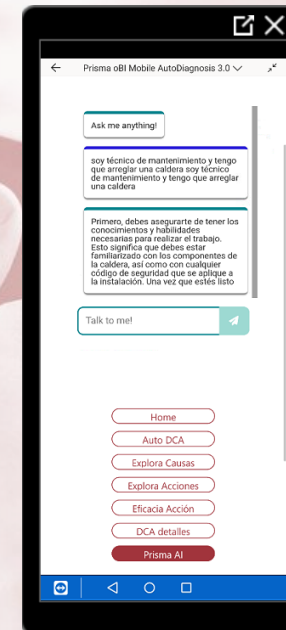 Prisma oBI Mobile AutoDiagnosis 3.0
Ask me anything!
soy técnico de mantenimiento y tengo
que arreglar una caldera soy técnico
de mantenimiento y tengo que arreglar
una caldera
Primero, debes asegurarte de tener los
conocimientos y habilidades
necesarias para realizar el trabajo.
Esto significa que debes estar
familiarizado con los componentes de
la caldera, así como con cualquier
código de seguridad que se aplique a
la instalación. Una vez que estés listo
Talk to me!
Home
Auto DCA
Explora Causas
Explora Acciones
Eficacia Acción
DCA detalles
Prisma AI